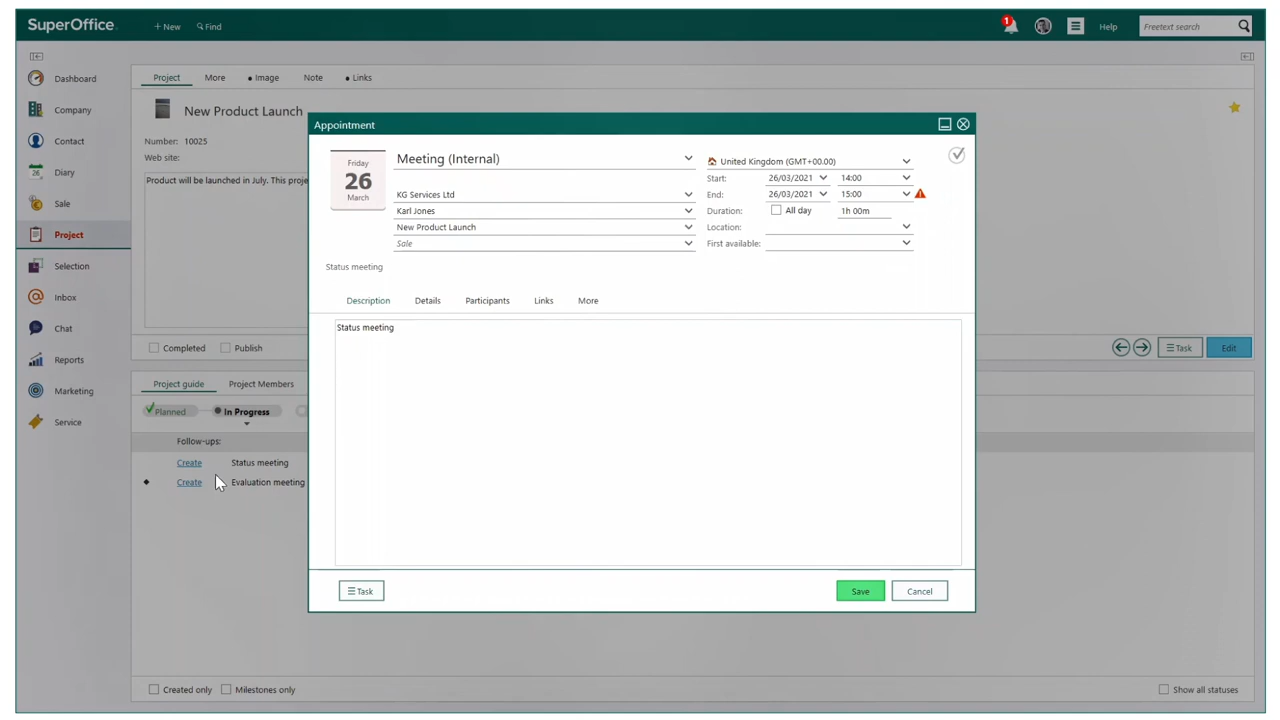 SuperOffice
+ New
Find
1
Help
Freetext search
Dashboard
Company
Contact
26
Diary
Sale
Project
Selection
Inbox
Chat
Reports
Marketing
Service
Project
More
Image
Note
Links
New Product Launch
Number: 10025
Web site:
Product will be launched in July. This proje
Completed
Publish
Task
Edit
Project guide
Project Members
Planned
In Progress
Follow-ups:
Create
Status meeting
Create
Evaluation meeting
Created only
Milestones only
Show all statuses
Appointment
Friday
26
March
Meeting (Internal)
KG Services Ltd
Karl Jones
New Product Launch
Sale
United Kingdom (GMT+00.00)
Start: 26/03/2021 14:00
End: 26/03/2021 15:00
Duration: All day 1h 00m
Location:
First available:
Status meeting
Description
Details
Participants
Links
More
Status meeting
Task
Save
Cancel